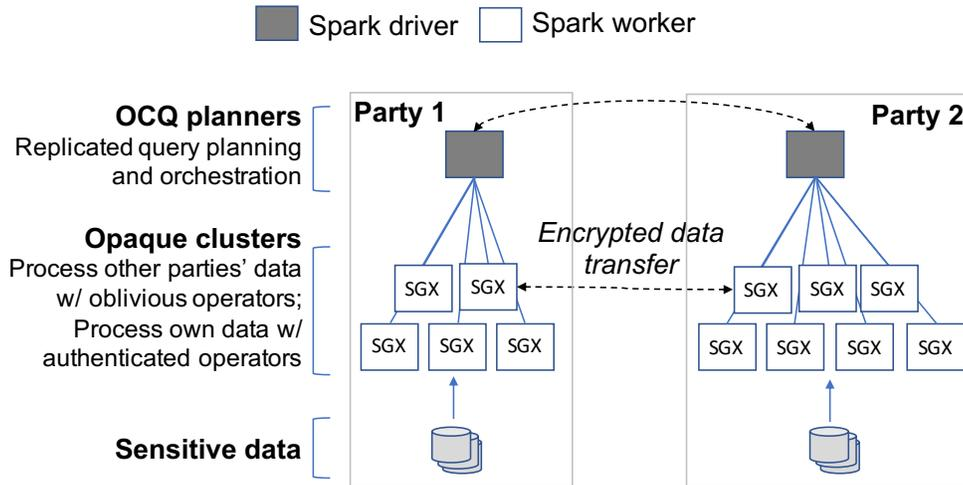 Spark driver
Spark worker
OCQ planners
Replicated query planning
and orchestration
Party 1
Party 2
Opaque clusters
Process other parties’ data
w/ oblivious operators;
Process own data w/
authenticated operators
Encrypted data
transfer
SGX SGX
SGX SGX SGX
SGX SGX SGX
SGX SGX SGX SGX
Sensitive data